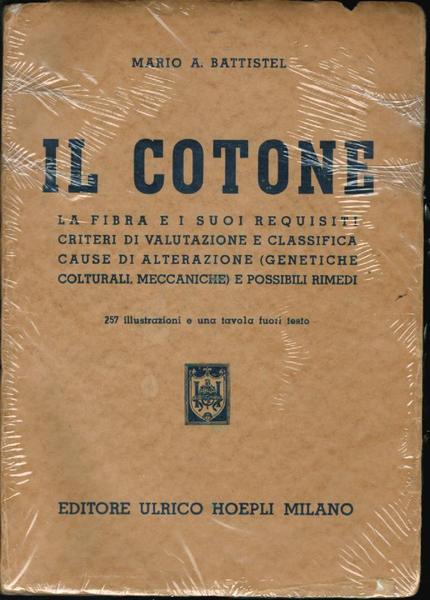 MARIO A. BATTISTEL
IL COTONE
LA FIBRA E I SUOI REQUISITI
CRITERI DI VALUTAZIONE E CLASSIFICA
CAUSE DI ALTERAZIONE (GENETICHE
COLTURALI, MECCANICHE) E POSSIBILI RIMEDI
257 illustrazioni e una tavola fuori testo
EDITORE ULRICO HOEPLI MILANO